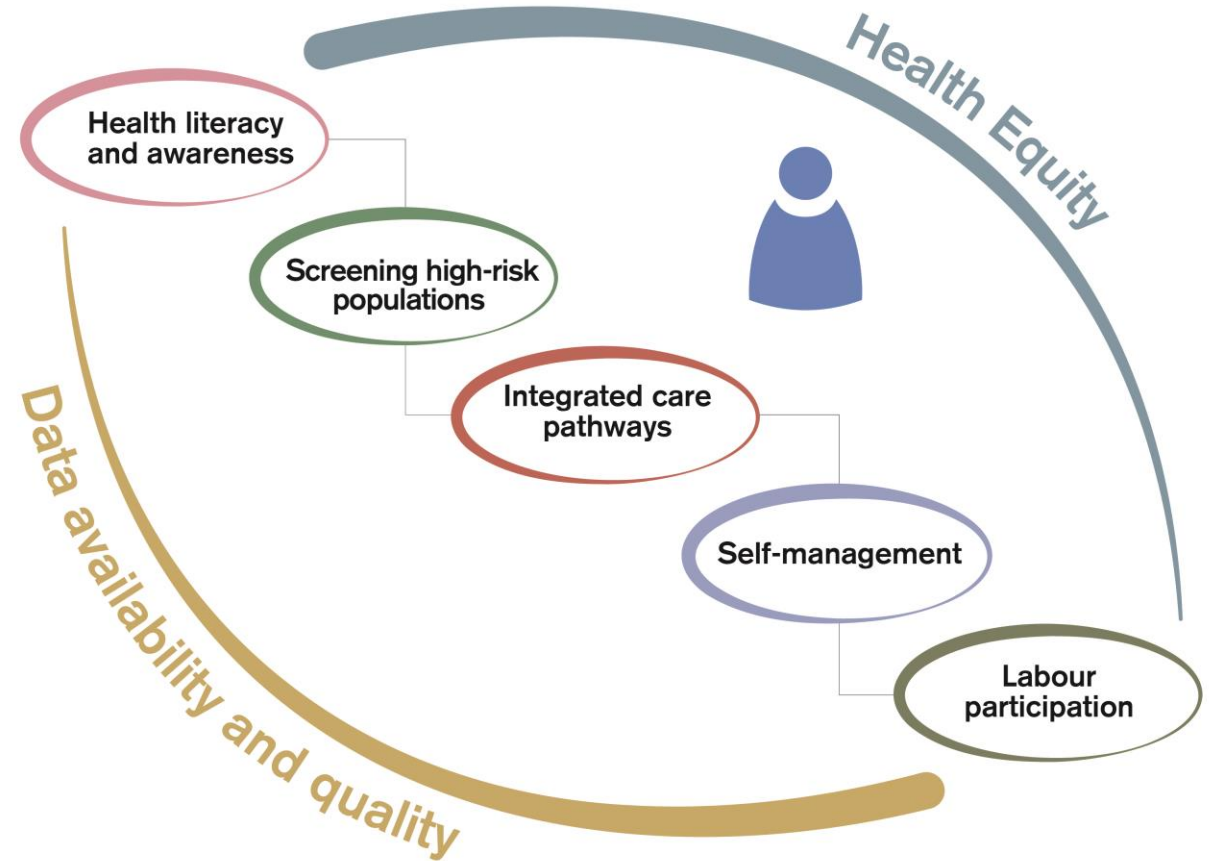 Health Equity
Health literacy
and awareness
Screening high-risk
populations
Integrated care
pathways
Self-management
Labour
participation
Data availability and quality